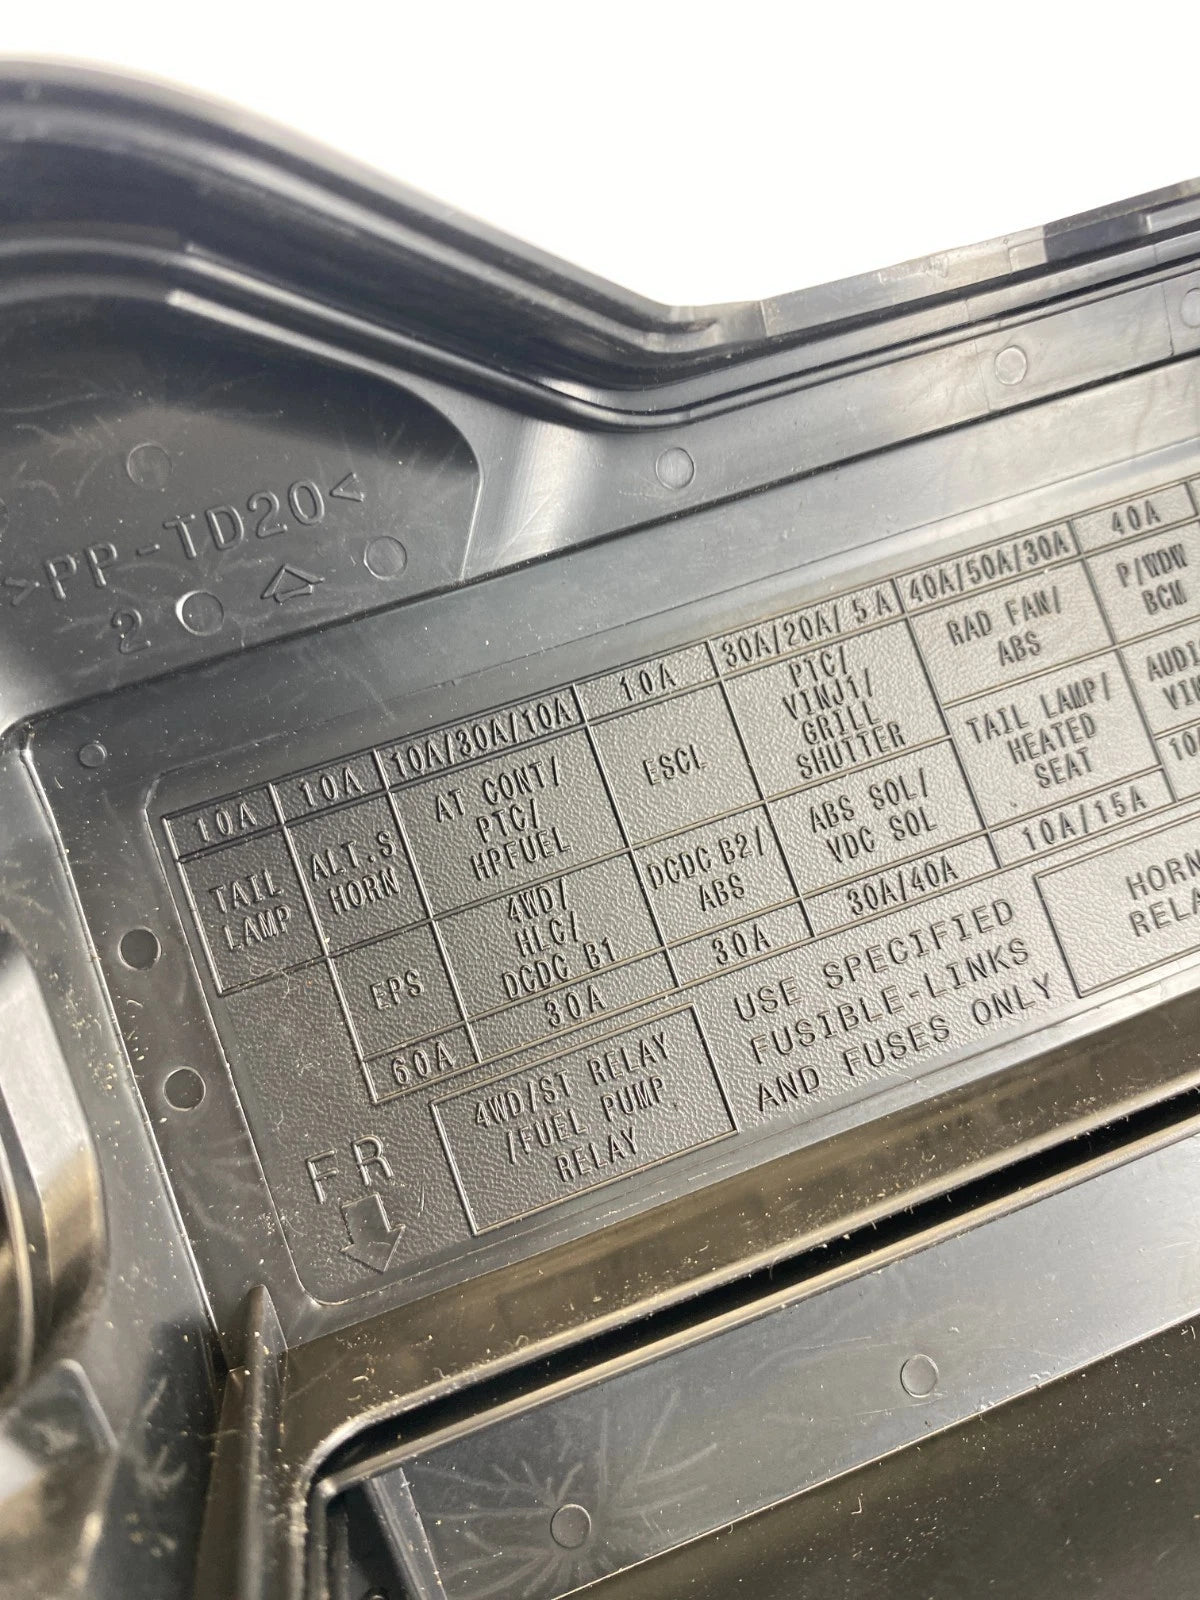 >PP-TD20<
2
10A
10A
10A/30A/10A
10A
30A/20A/ 5A
40A/50A/30A
40A
TAIL
LAMP
ALT.S
HORN
AT CONT/
PTC/
HPFUEL
ESCL
PTC/
VINJ1/
GRILL
SHUTTER
RAD FAN/
ABS
P/WDW
BCM
EPS
4WD/
HLC/
DCDC B1
DCDC B2/
ABS
ABS SOL/
VDC SOL
TAIL LAMP/
HEATED
SEAT
60A
30A
30A
30A/40A
10A/15A
FR
4WD/ST RELAY
/FUEL PUMP
RELAY
USE SPECIFIED
FUSIBLE-LINKS
AND FUSES ONLY
HORN